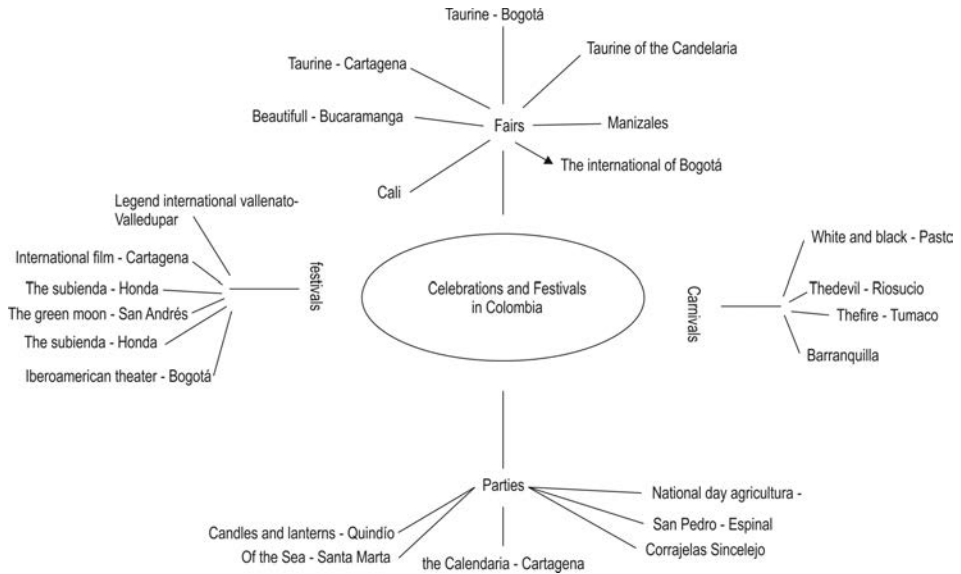 Taurine - Bogotá
Taurine of the Candelaria
Taurine - Cartagena
Beautifull - Bucaramanga
Fairs
Manizales
The international of Bogotá
Cali
Legend international vallenato-
Valledupar
International film - Cartagena
The subienda - Honda
The green moon - San Andrés
The subienda - Honda
Iberoamerican theater - Bogotá
festivals
Celebrations and Festivals
in Colombia
Carnivals
White and black - Pasto
Thedevil - Riosucio
Thefire - Tumaco
Barranquilla
Parties
Candles and lanterns - Quindío
Of the Sea - Santa Marta
the Calendaria - Cartagena
National day agricultura -
San Pedro - Espinal
Corrajelas Sincelejo